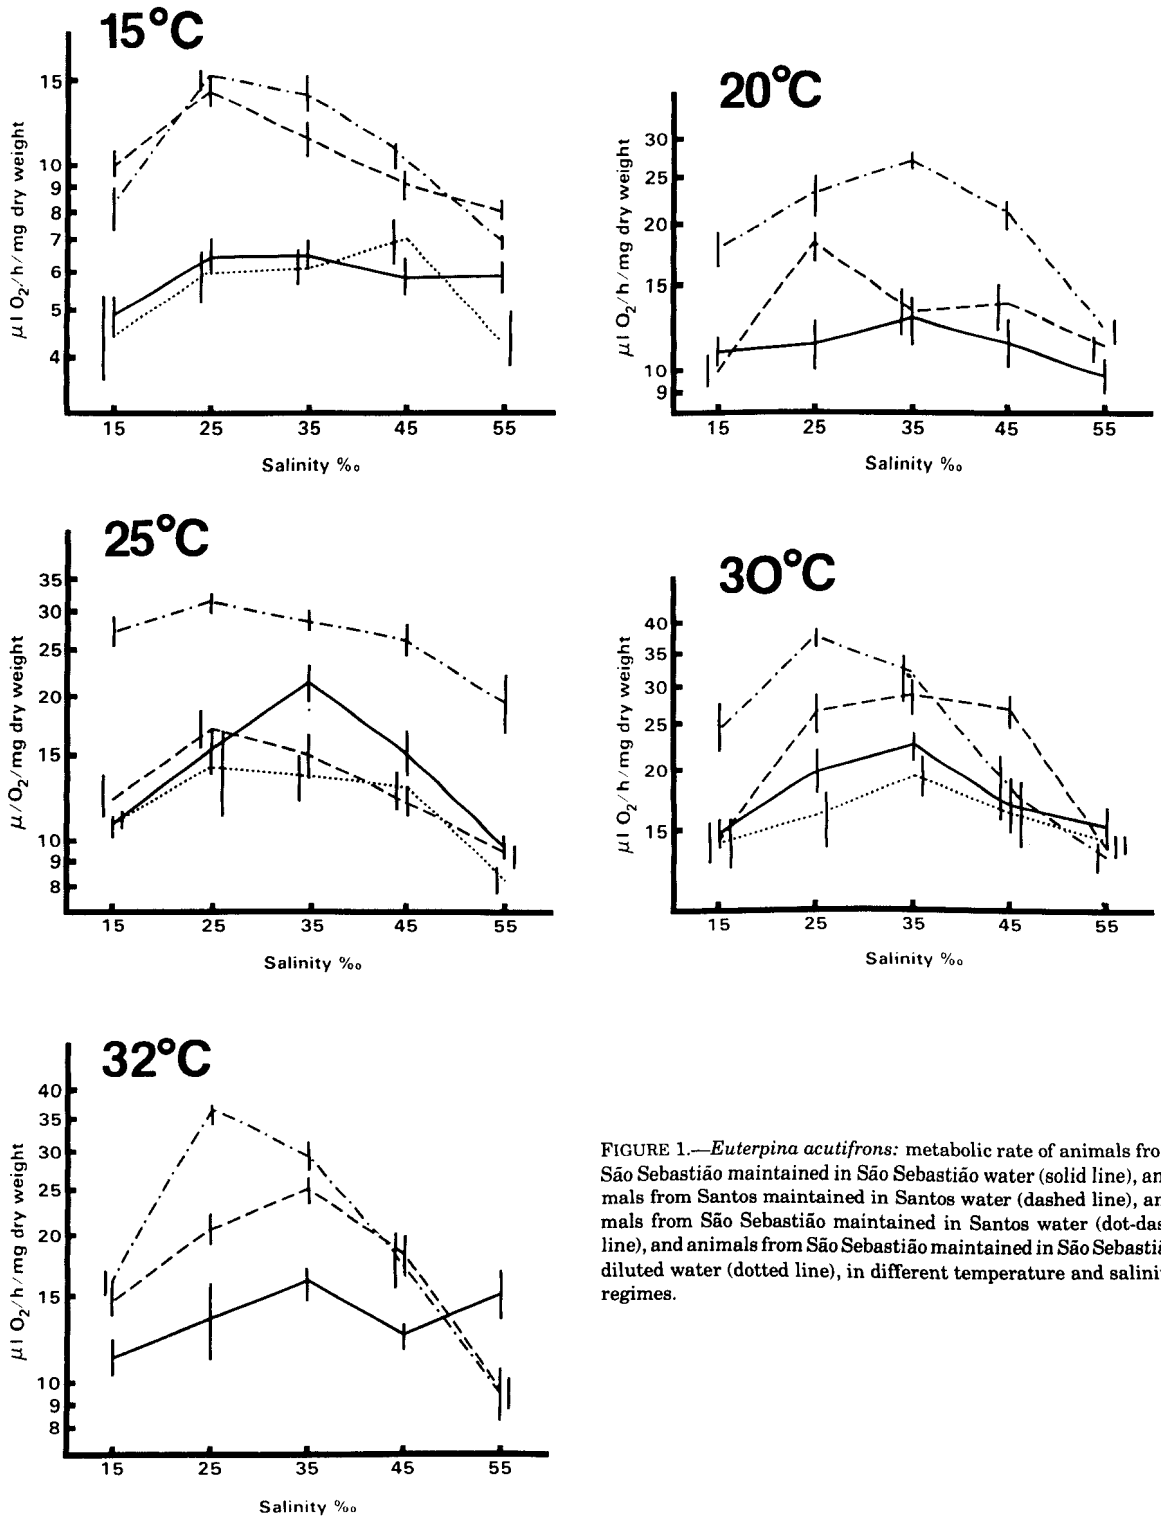 15°C
µl O2/h/mg dry weight
15
10
9
8
7
6
5
4
15 25 35 45 55
Salinity ‰
20°C
µl O2/h/mg dry weight
30
25
20
15
10
9
15 25 35 45 55
Salinity ‰
25°C
µ/O2/mg dry weight
35
30
25
20
15
10
9
8
15 25 35 45 55
Salinity ‰
30°C
µl O2/h/mg dry weight
40
35
30
25
20
15
15 25 35 45 55
Salinity ‰
32°C
µl O2/h/mg dry weight
40
35
30
25
20
15
10
9
8
15 25 35 45 55
Salinity ‰
FIGURE 1.—Euterpina acutifrons: metabolic rate of animals fro
São Sebastião maintained in São Sebastião water (solid line), an
mals from Santos maintained in Santos water (dashed line), an
mals from São Sebastião maintained in Santos water (dot-das
line), and animals from São Sebastião maintained in São Sebasti
diluted water (dotted line), in different temperature and salini
regimes.